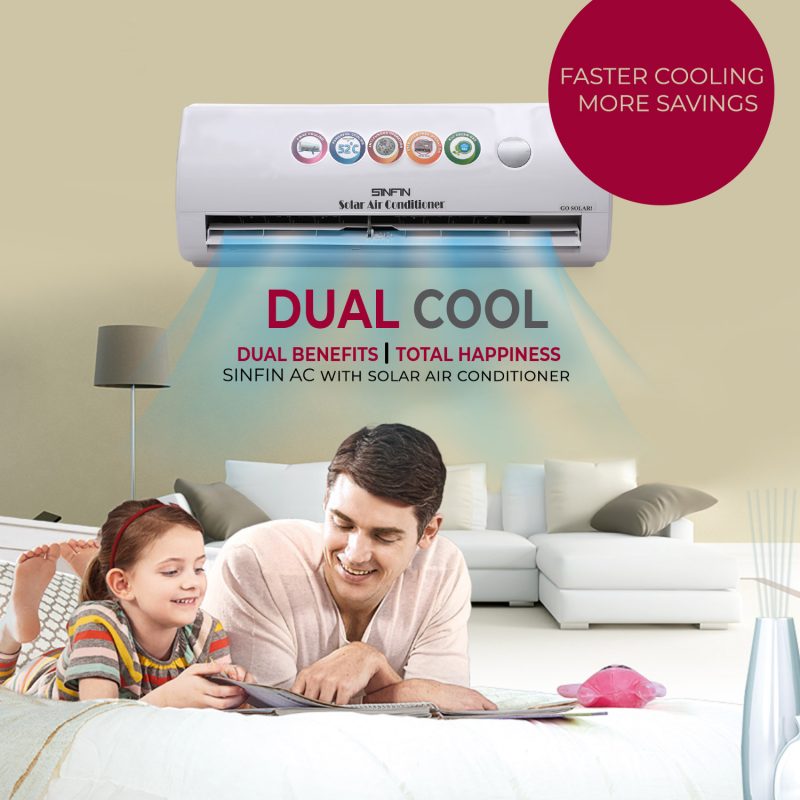 FASTER COOLING
MORE SAVINGS
52°C
SINFIN
Solar Air Conditioner
GO SOLAR!
DUAL COOL
DUAL BENEFITS | TOTAL HAPPINESS
SINFIN AC WITH SOLAR AIR CONDITIONER